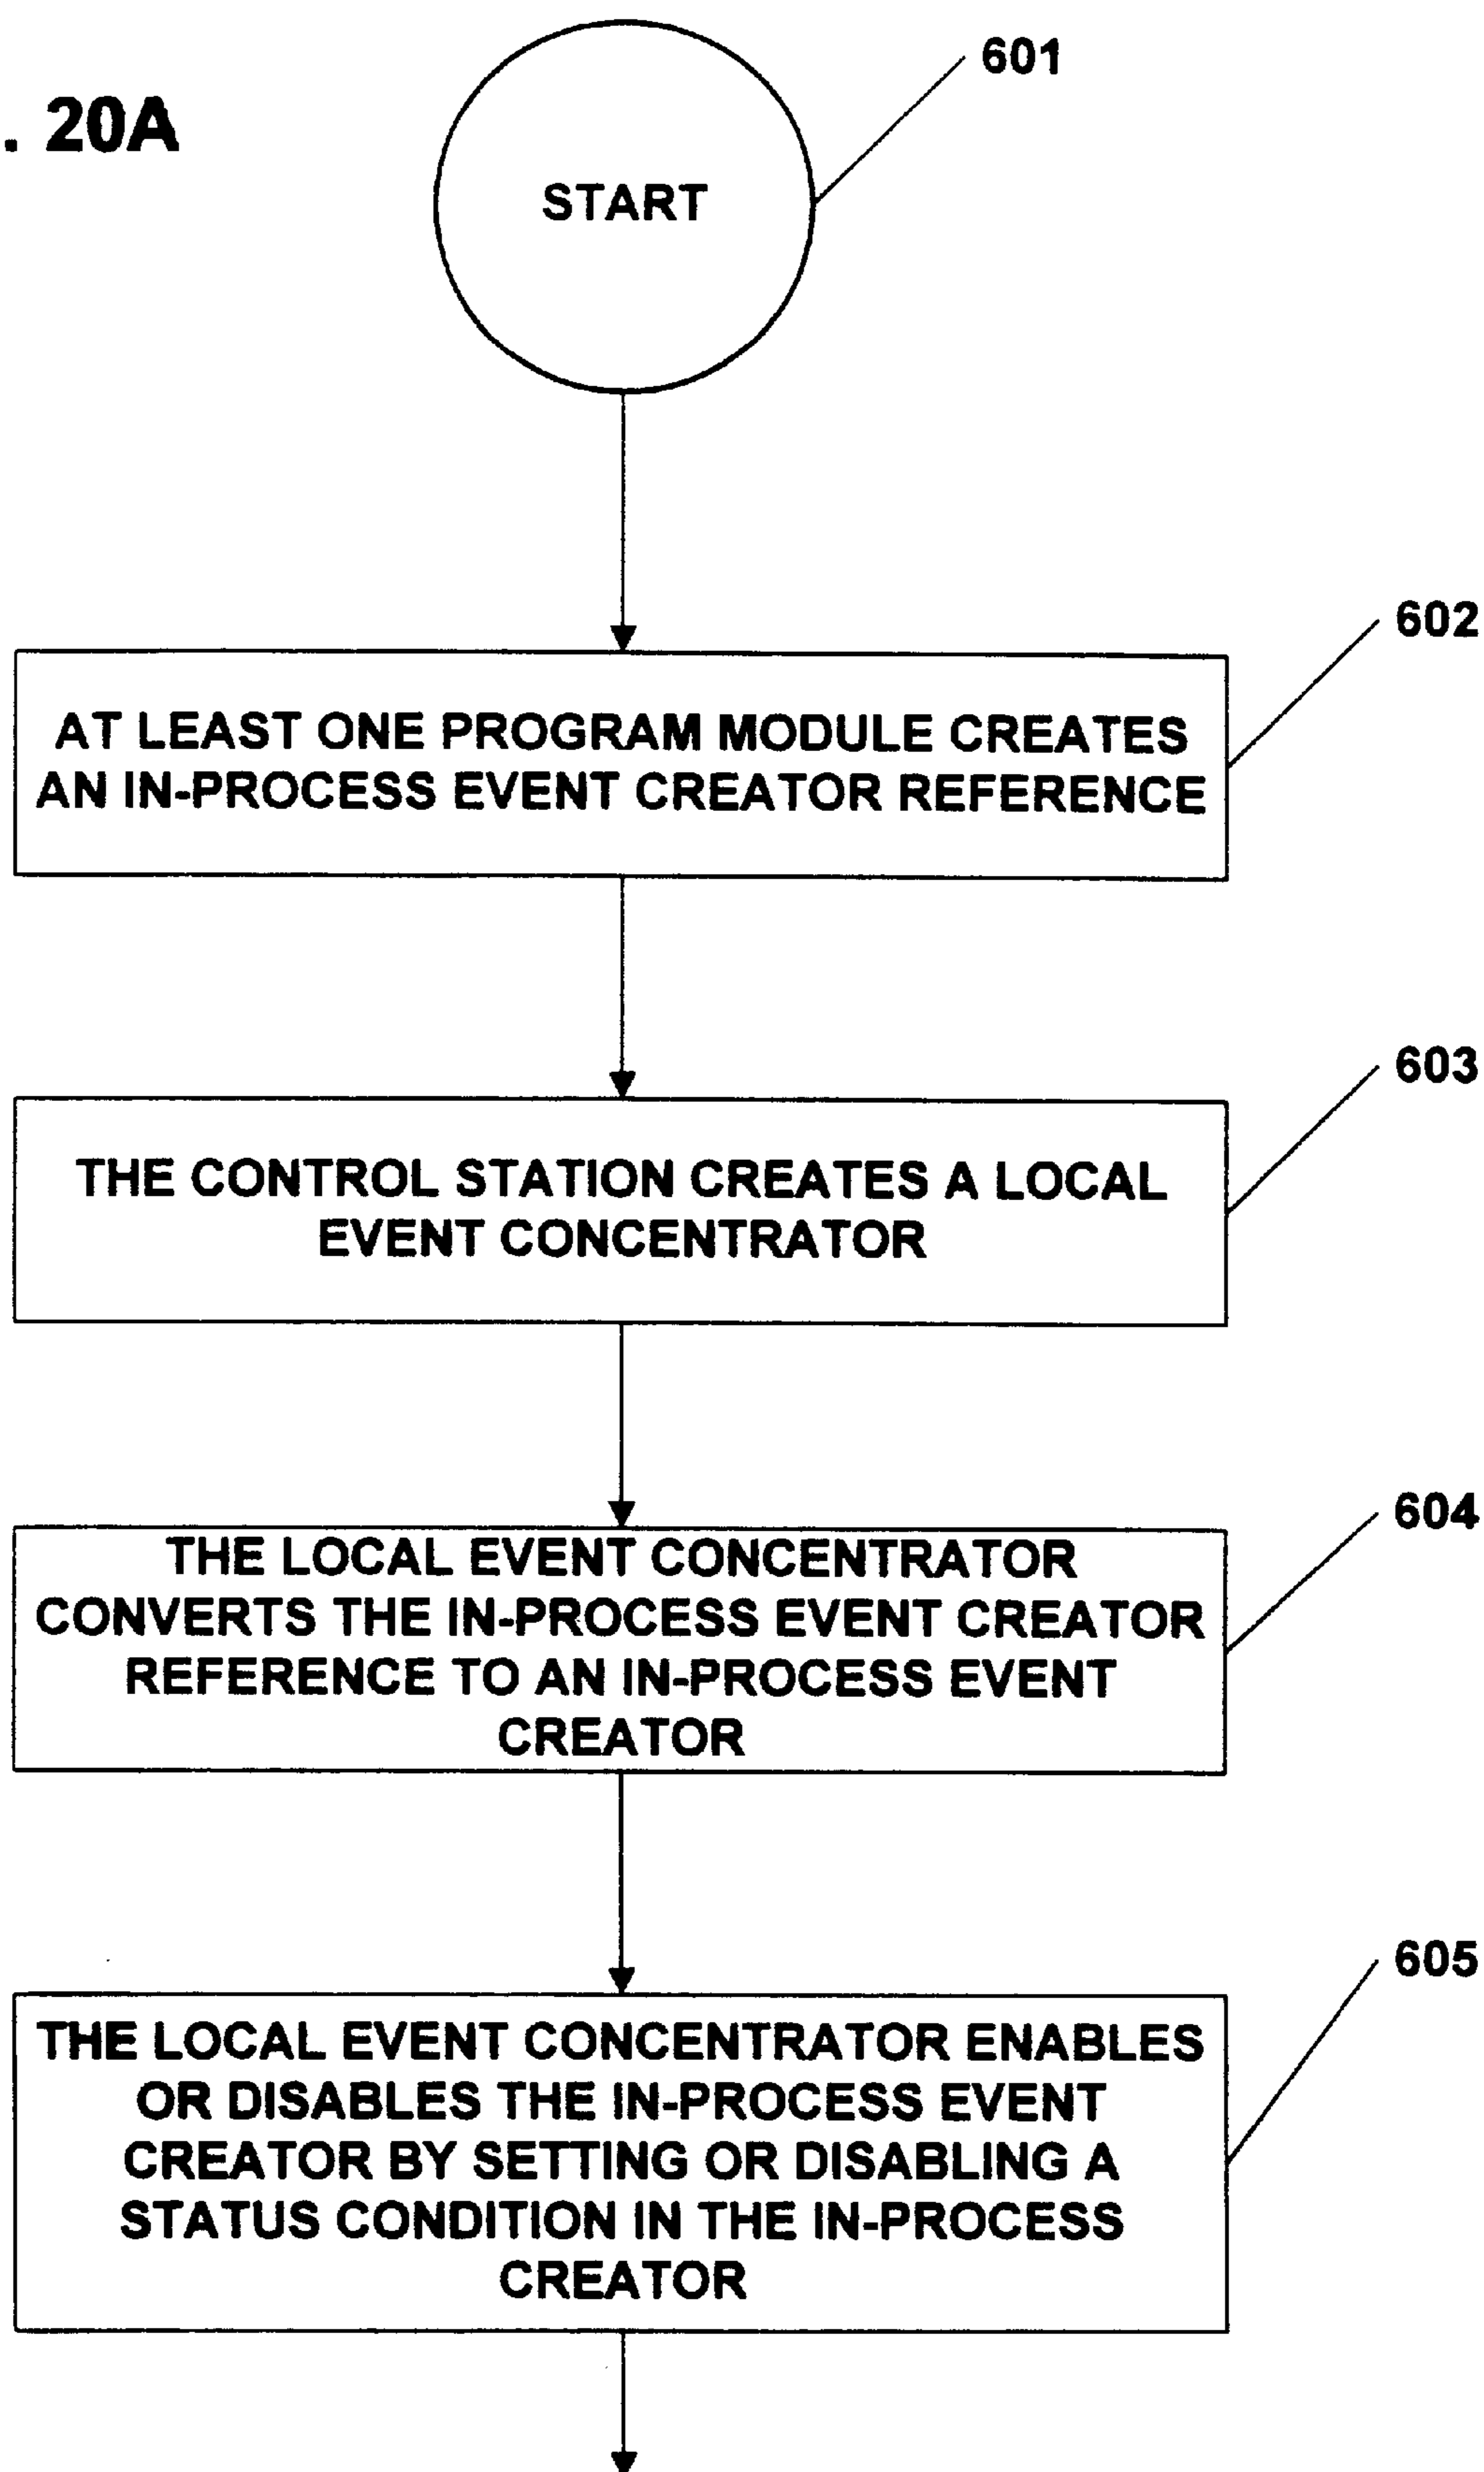 . 20A
601
START
602
AT LEAST ONE PROGRAM MODULE CREATES
AN IN-PROCESS EVENT CREATOR REFERENCE
603
THE CONTROL STATION CREATES A LOCAL
EVENT CONCENTRATOR
604
THE LOCAL EVENT CONCENTRATOR
CONVERTS THE IN-PROCESS EVENT CREATOR
REFERENCE TO AN IN-PROCESS EVENT
CREATOR
605
THE LOCAL EVENT CONCENTRATOR ENABLES
OR DISABLES THE IN-PROCESS EVENT
CREATOR BY SETTING OR DISABLING A
STATUS CONDITION IN THE IN-PROCESS
CREATOR